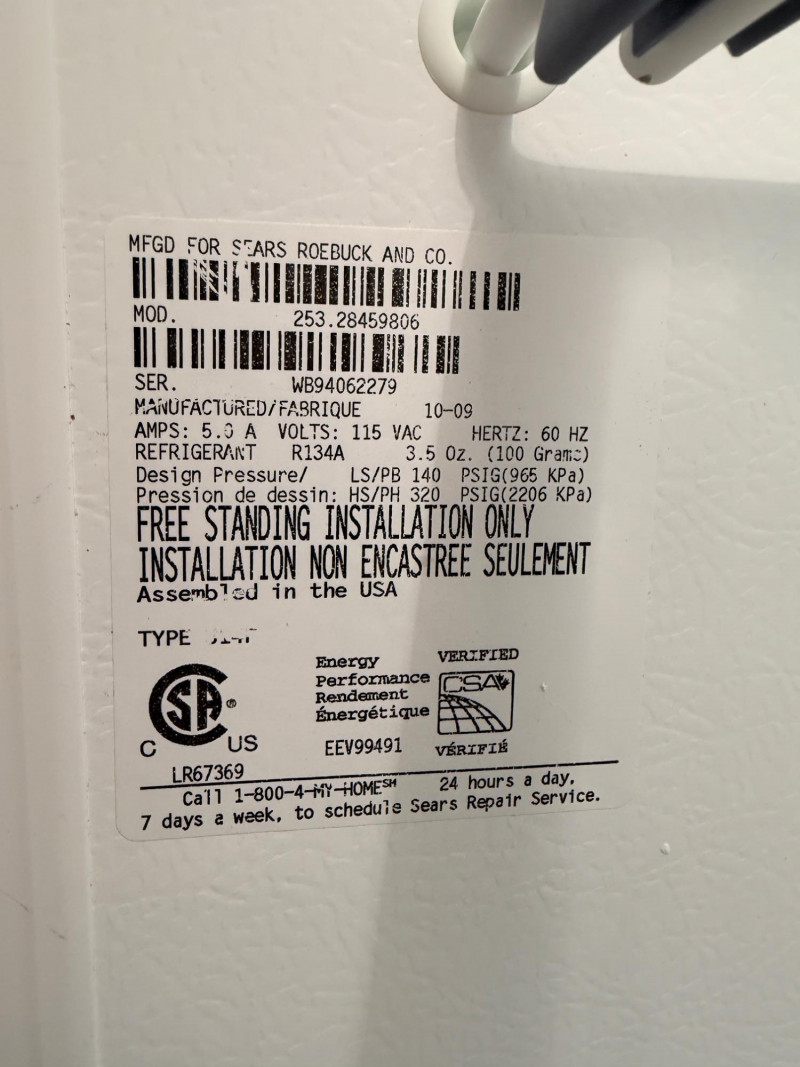 MFGD FOR SEARS ROEBUCK AND CO.
MOD. 253.28459806
SER. WB94062279
MANUFACTURED/FABRIQUE 10-09
AMPS: 5.0 A VOLTS: 115 VAC HERTZ: 60 HZ
REFRIGERANT R134A 3.5 Oz. (100 Grams)
Design Pressure/ LS/PB 140 PSIG(965 KPa)
Pression de dessin: HS/PH 320 PSIG(2206 KPa)
FREE STANDING INSTALLATION ONLY
INSTALLATION NON ENCASTREE SEULEMENT
Assembled in the USA
TYPE
CSA®
C US
LR67369
Energy
Performance
Rendement
Énergétique
EEV99491
VERIFIED
CSA
VÉRIFIÉ
Call 1-800-4-MY-HOME℠ 24 hours a day,
7 days a week, to schedule Sears Repair Service.